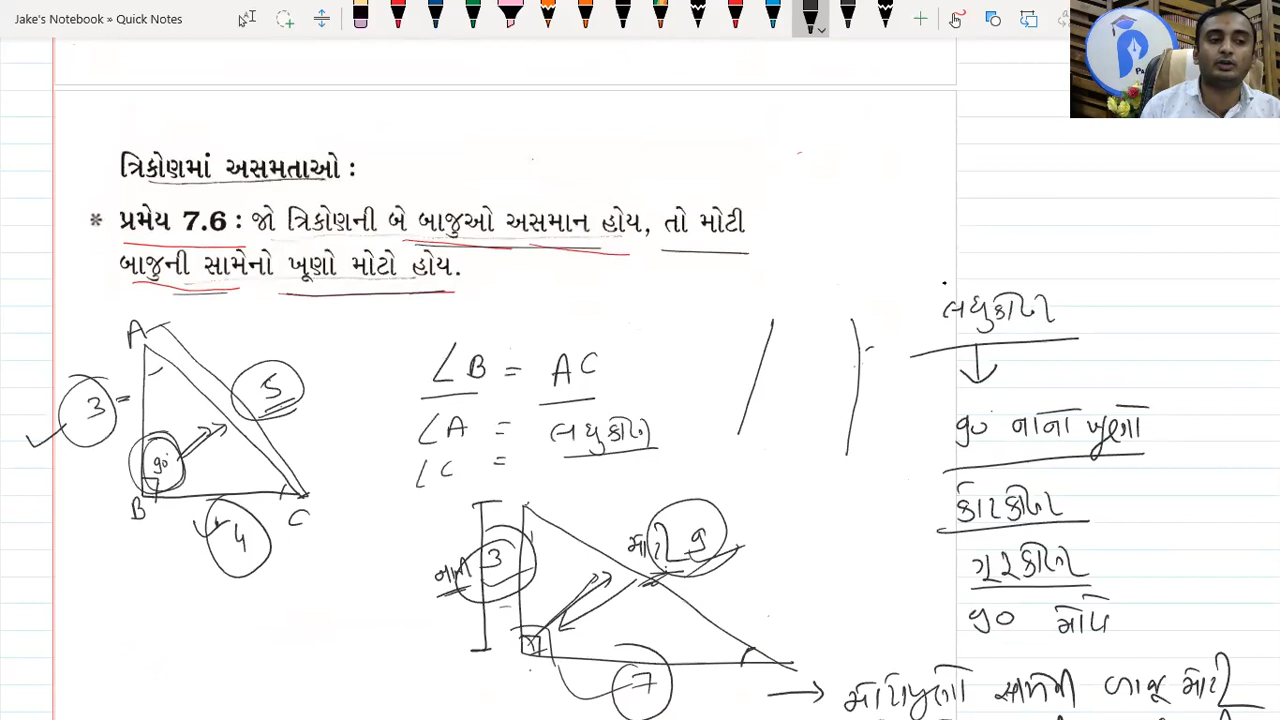 Jake's Notebook » Quick Notes
ત્રિકોણમાં અસમતાઓ :
* પ્રમેય 7.6 : જો ત્રિકોણની બે બાજુઓ અસમાન હોય, તો મોટી
બાજુની સામેનો ખૂણો મોટો હોય.
A
3
5
90°
B
4
C
∠B = AC
∠A = લઘુકોણ
∠C =
નાની 3
મોટી 9
7
લઘુકોણ
90 નાના ખૂણો
કાટકોણ
ગુરુકોણ
90 મોટો
→ મોટાખૂણા સામેની બાજુ મોટી